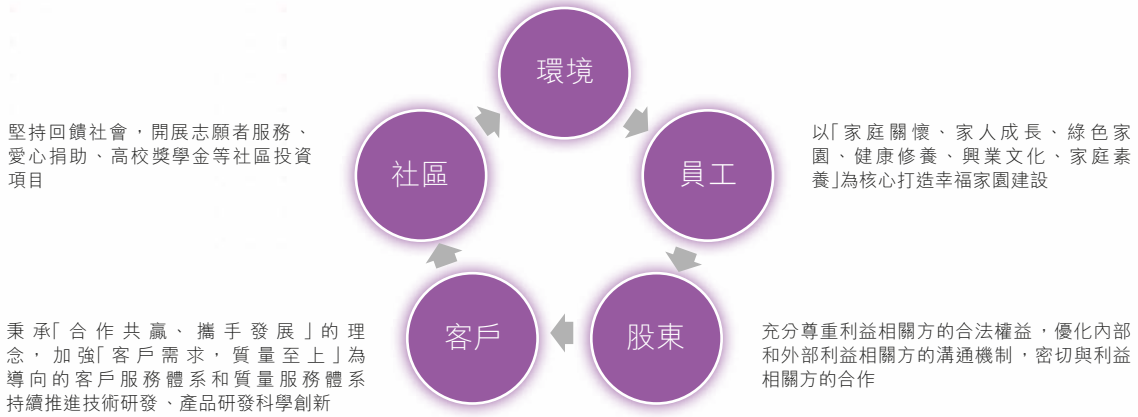 環境
社區
員工
客戶
股東
堅持回饋社會，開展志願者服務、
愛心捐助、高校獎學金等社區投資
項目
以「家庭關懷、家人成長、綠色家
園、健康修養、興業文化、家庭素
養」為核心打造幸福家園建設
秉承「合作共贏、攜手發展」的理
念，加強「客戶需求，質量至上」為
導向的客戶服務體系和質量服務體系
持續推進技術研發、產品研發科學創新
充分尊重利益相關方的合法權益，優化內部
和外部利益相關方的溝通機制，密切與利益
相關方的合作